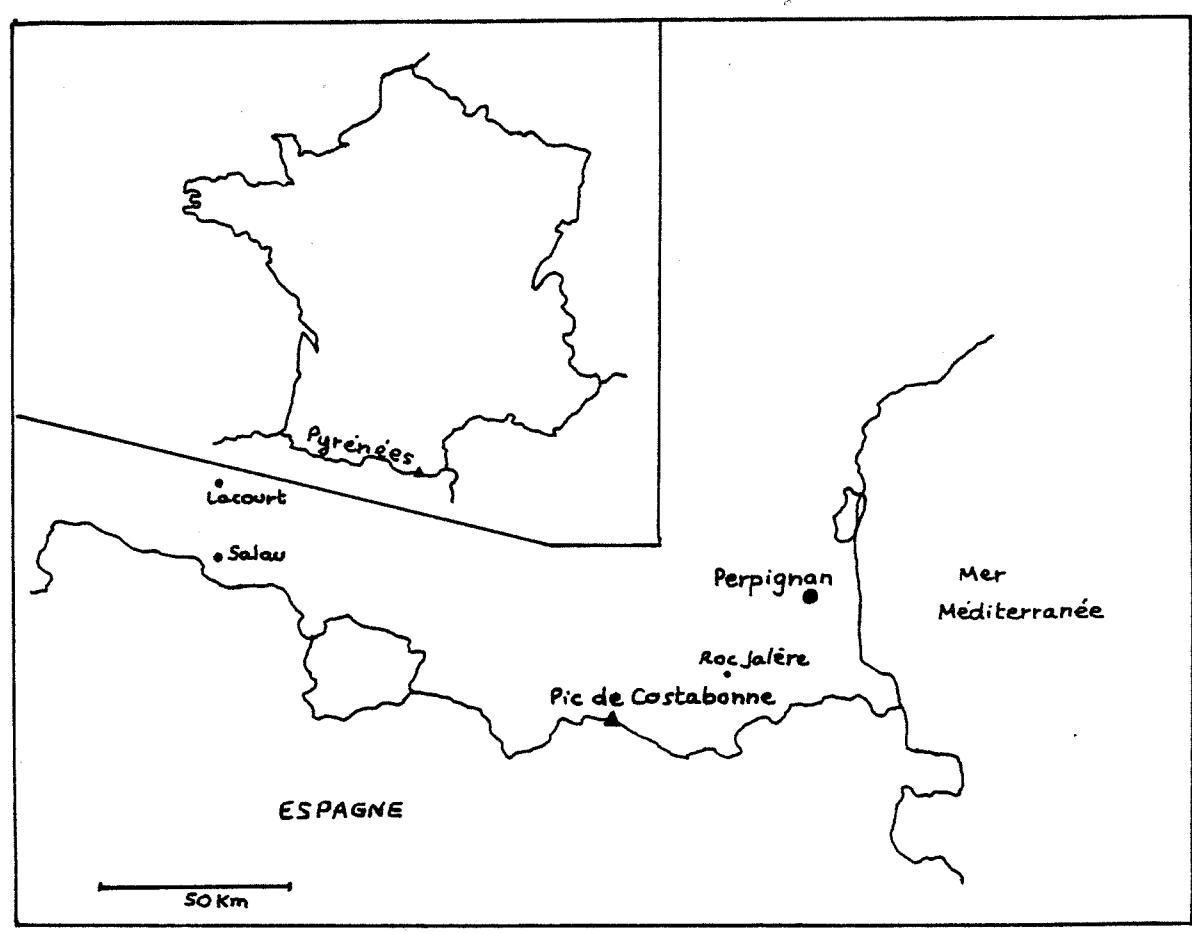 Pyrénées
Lacourt
Salau
Perpignan
Mer
Méditerranée
Roc Jalère
Pic de Costabonne
ESPAGNE
50 Km